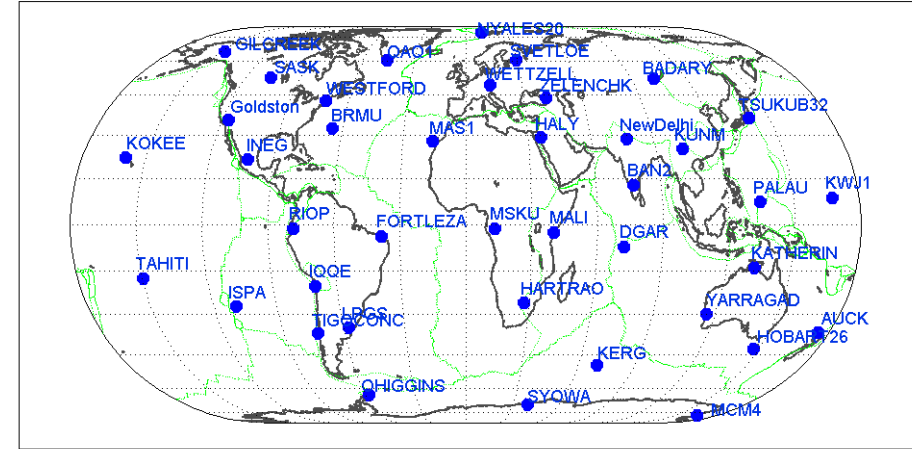 NYALES20
GILCREEK
QAQ1
SVETLOE
SASK
BADARY
WESTFORD
WETTZELL
ZELENCHK
Goldston
BRMU
TSUKUB32
MAS1
HALY
NewDelhi
KUNM
KOKEE
INEG
BAN2
PALAU
KWJ1
RIOP
FORTLEZA
MSKU
MALI
DGAR
KATHERIN
TAHITI
IQQE
ISPA
HARTRAO
YARRAGAD
LPGS
TIGOCONC
AUCK
HOBART26
KERG
OHIGGINS
SYOWA
MCM4